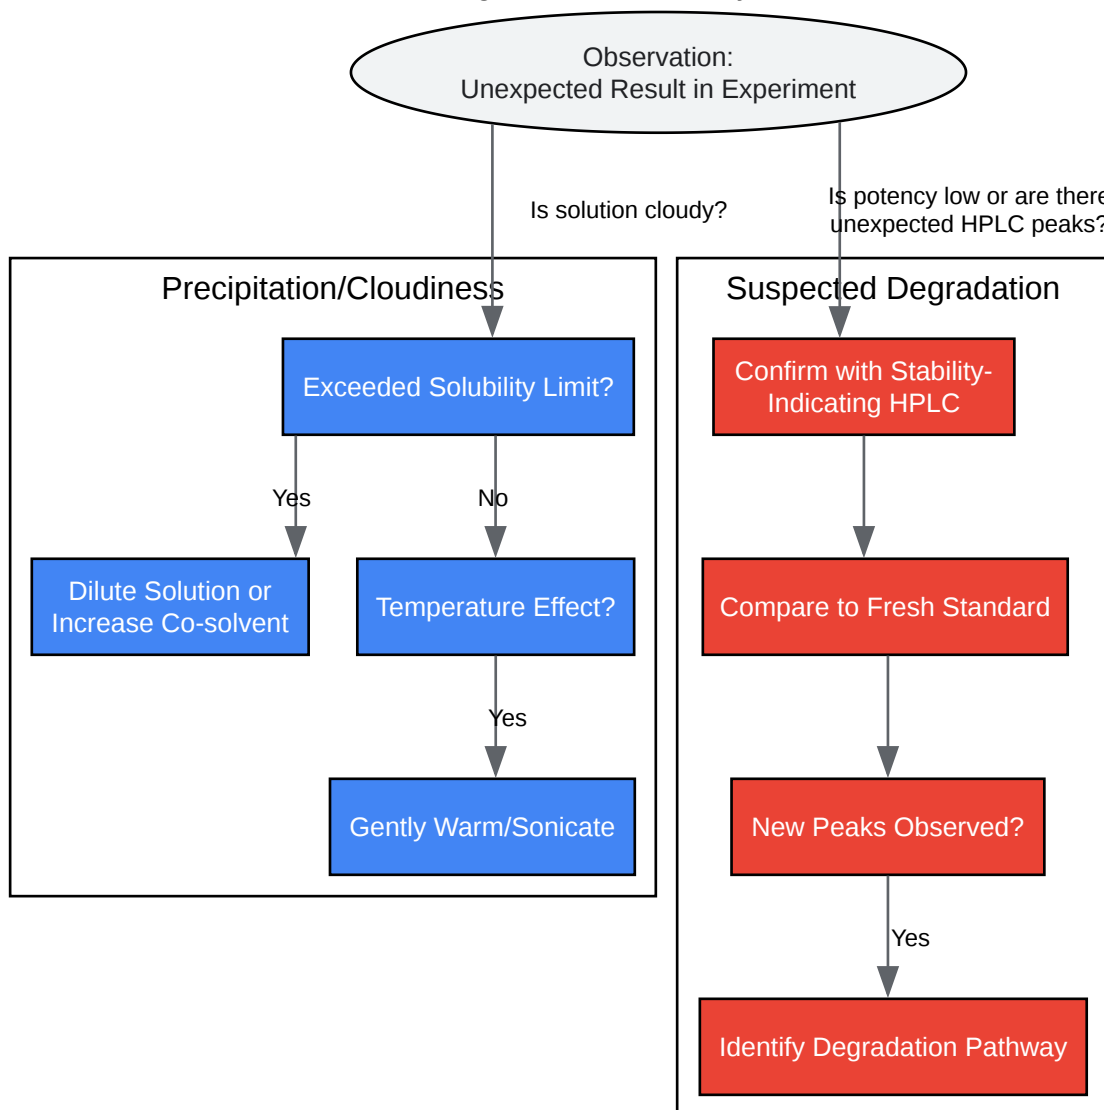 Observation:
Unexpected Result in Experiment
Is solution cloudy?
Is potency low or are there
unexpected HPLC peaks?
Precipitation/Cloudiness
Exceeded Solubility Limit?
Yes
No
Dilute Solution or
Increase Co-solvent
Temperature Effect?
Yes
Gently Warm/Sonicate
Suspected Degradation
Confirm with Stability-
Indicating HPLC
Compare to Fresh Standard
New Peaks Observed?
Yes
Identify Degradation Pathway